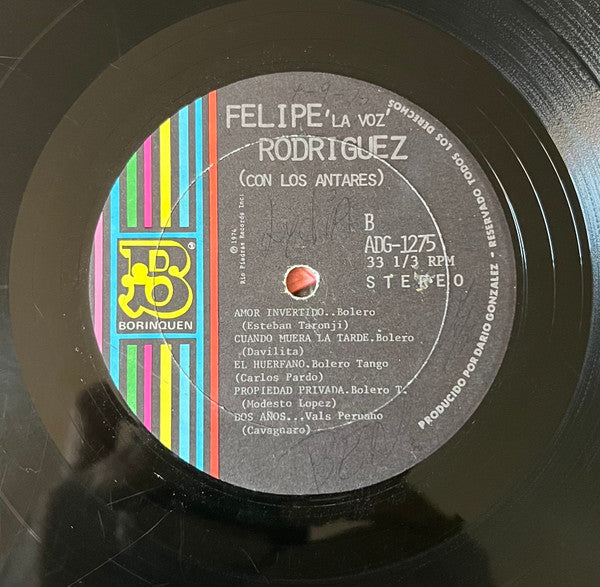 FELIPE 'LA VOZ'
RODRIGUEZ
(CON LOS ANTARES)
B
ADG-1275
33 1/3 RPM
STEREO
℗1974
Rio Piedras Records Inc.
B
BORINQUEN
AMOR INVERTIDO..Bolero
(Esteban Taronji)
CUANDO MUERA LA TARDE.Bolero
(Davilita)
EL HUERFANO.Bolero Tango
(Carlos Pardo)
PROPIEDAD PRIVADA.Bolero T.
(Modesto Lopez)
DOS AÑOS...Vals Peruano
(Cavagnaro)
PRODUCIDO POR DARIO GONZALEZ - RESERVADO TODOS LOS DERECHOS